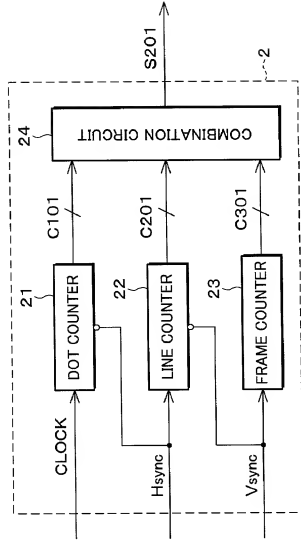 CLOCK
Hsync
Vsync
21
DOT COUNTER
22
LINE COUNTER
23
FRAME COUNTER
C101
C201
C301
24
COMBINATION CIRCUIT
S201
2